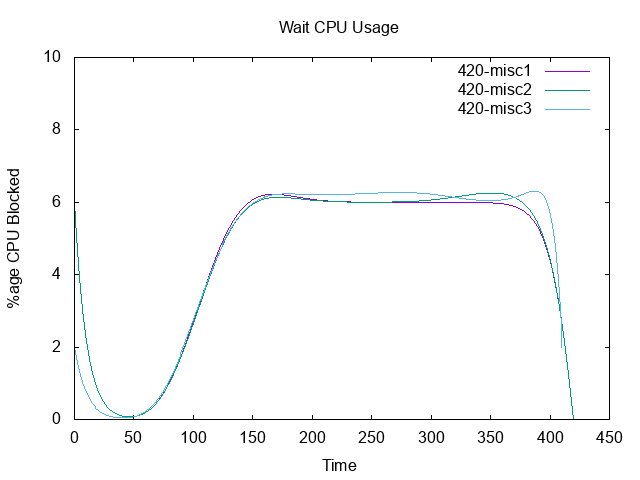 Wait CPU Usage
10
8
6
4
2
0
%age CPU Blocked
420-misc1
420-misc2
420-misc3
0 50 100 150 200 250 300 350 400 450
Time